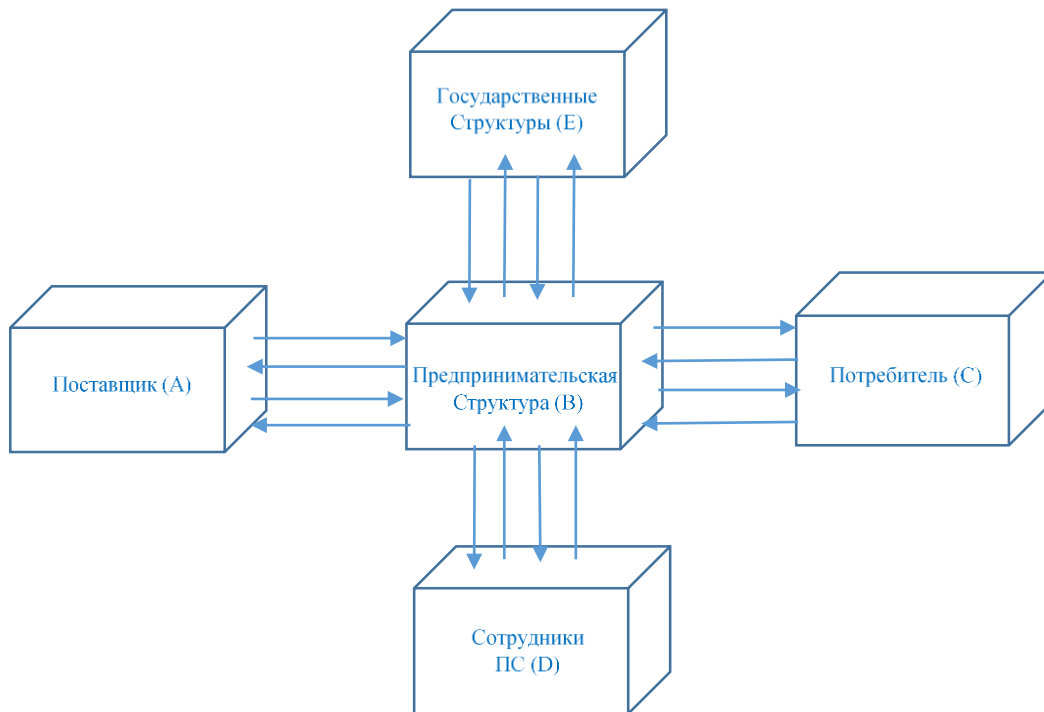 Государственные
Структуры (E)
Поставщик (A)
Предпринимательская
Структура (B)
Потребитель (C)
Сотрудники
ПС (D)